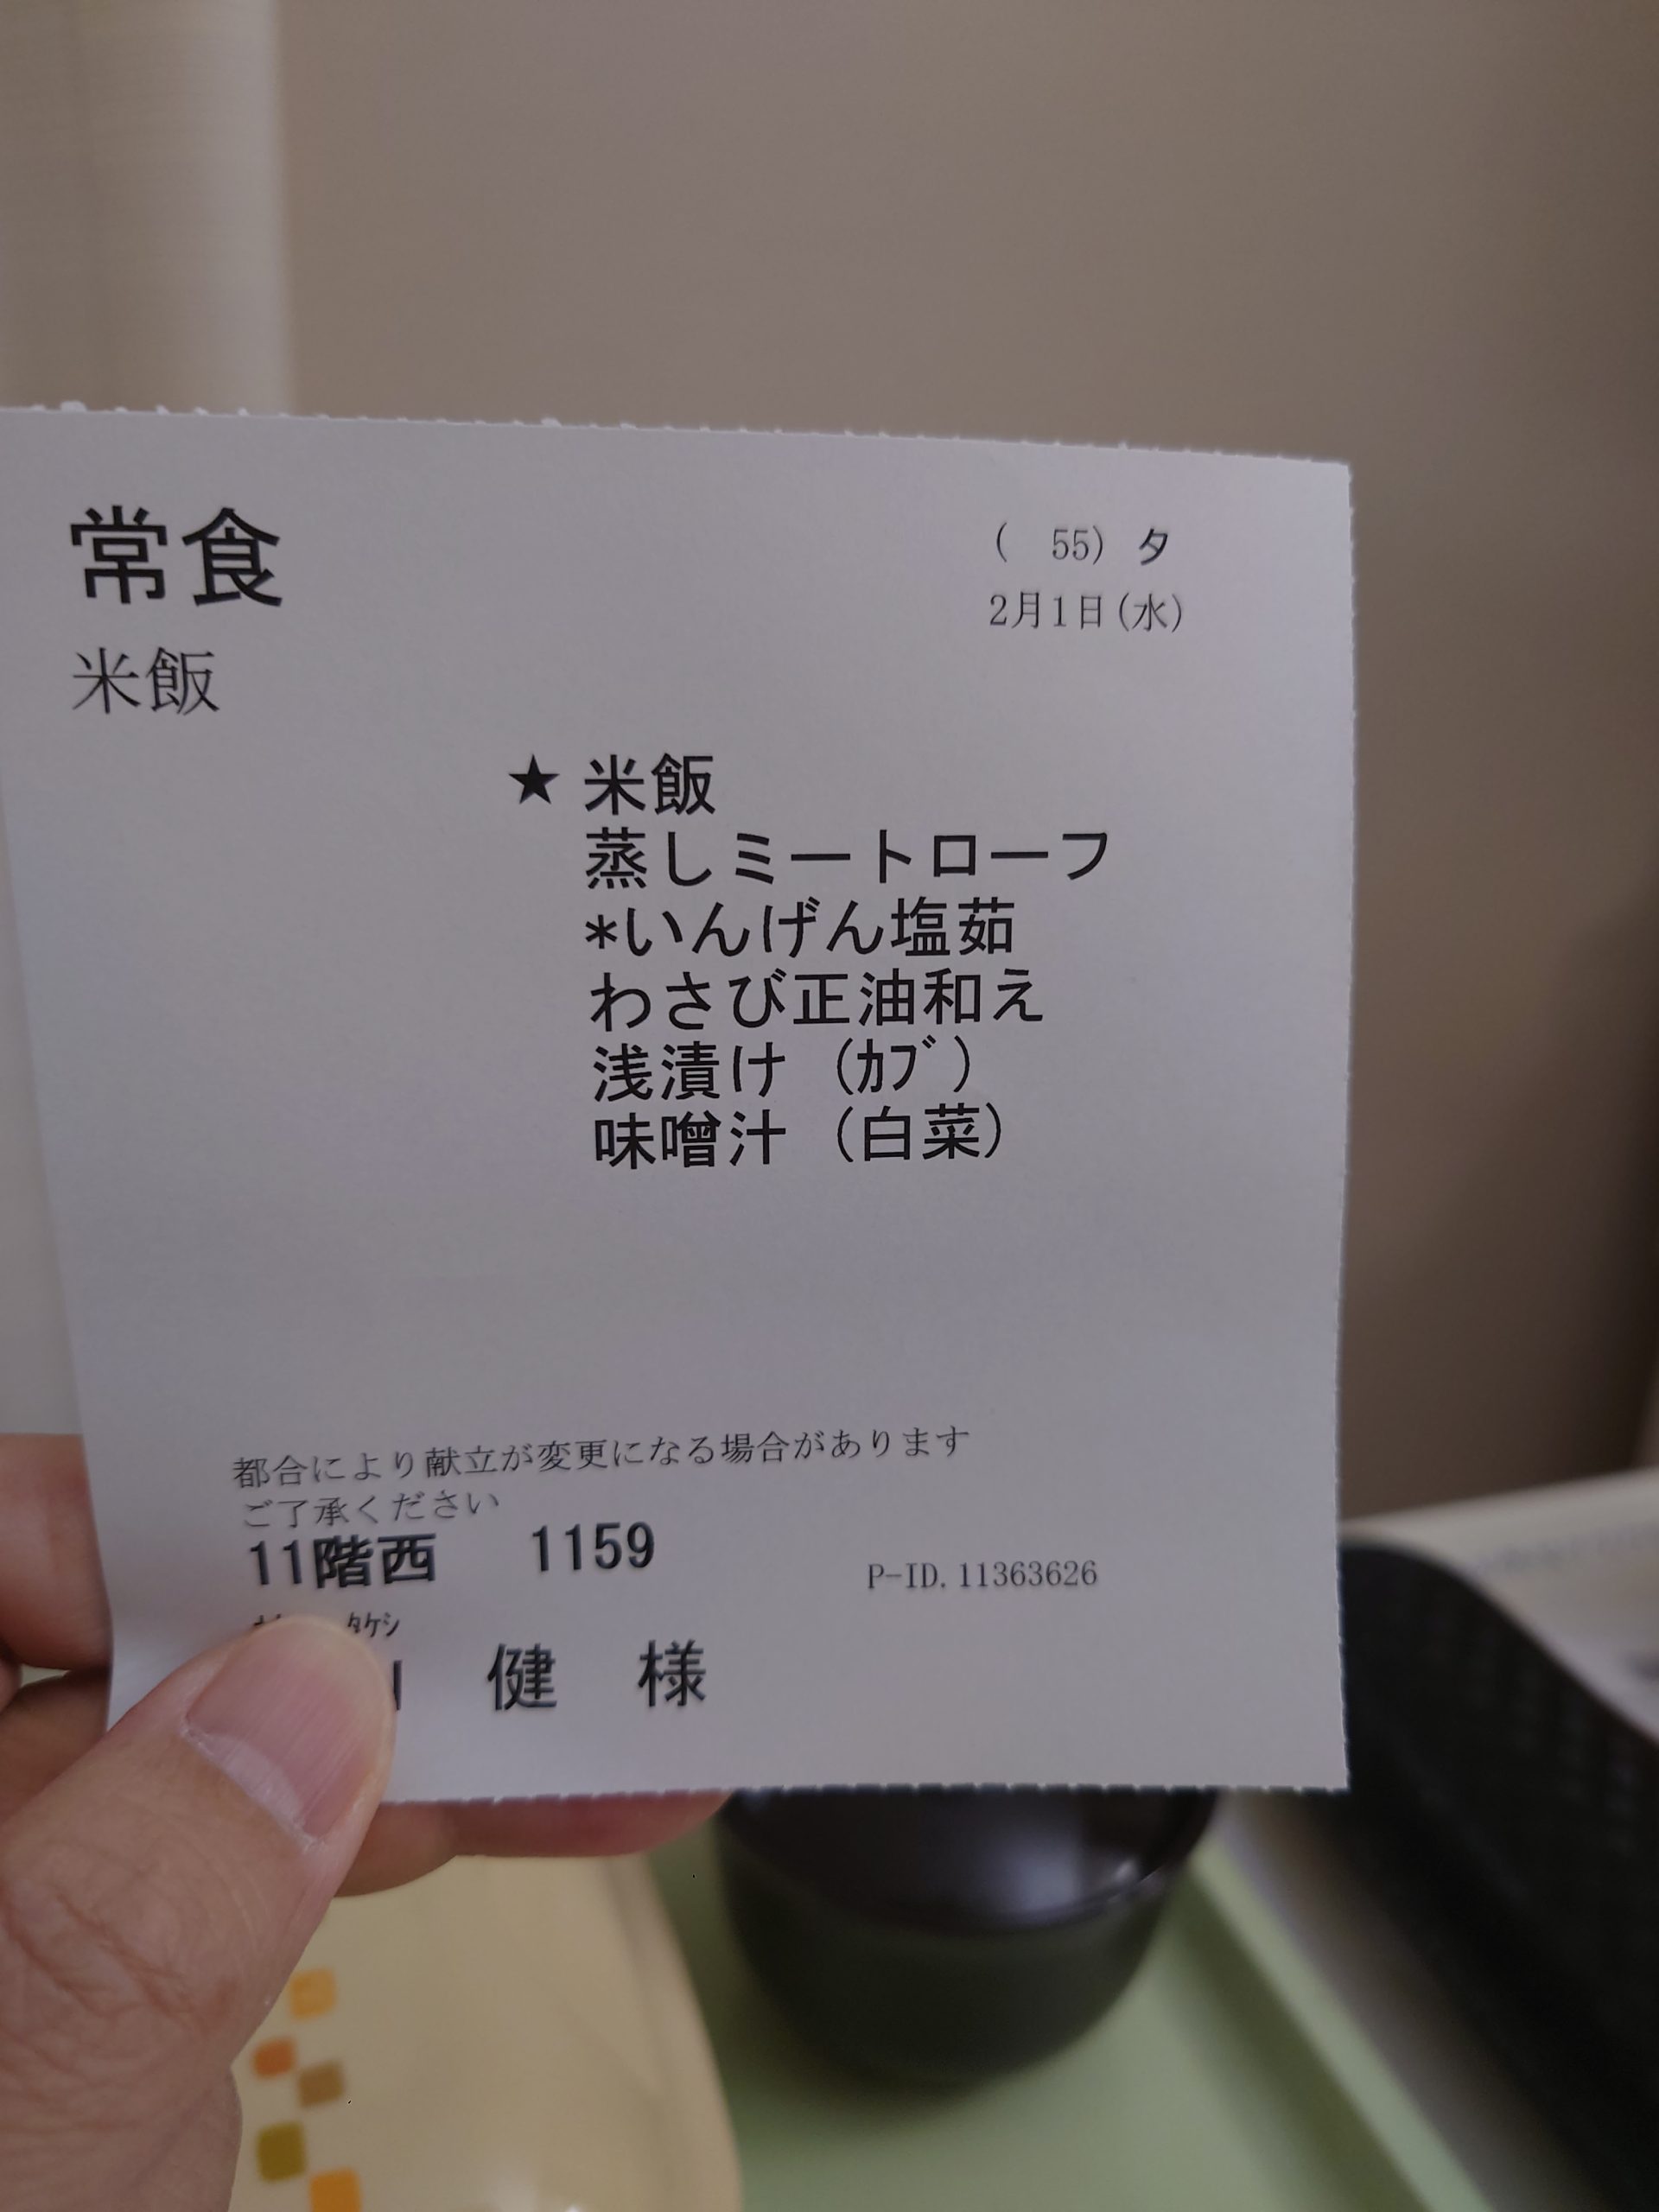 常食
( 55) 夕
2月1日(水)
米飯
★ 米飯
蒸しミートローフ
*いんげん塩茹
わさび正油和え
浅漬け (ｶﾌﾞ)
味噌汁 (白菜)
都合により献立が変更になる場合があります
ご了承ください
11階西 1159
P-ID.11363626
ﾀｹｼ
健 様